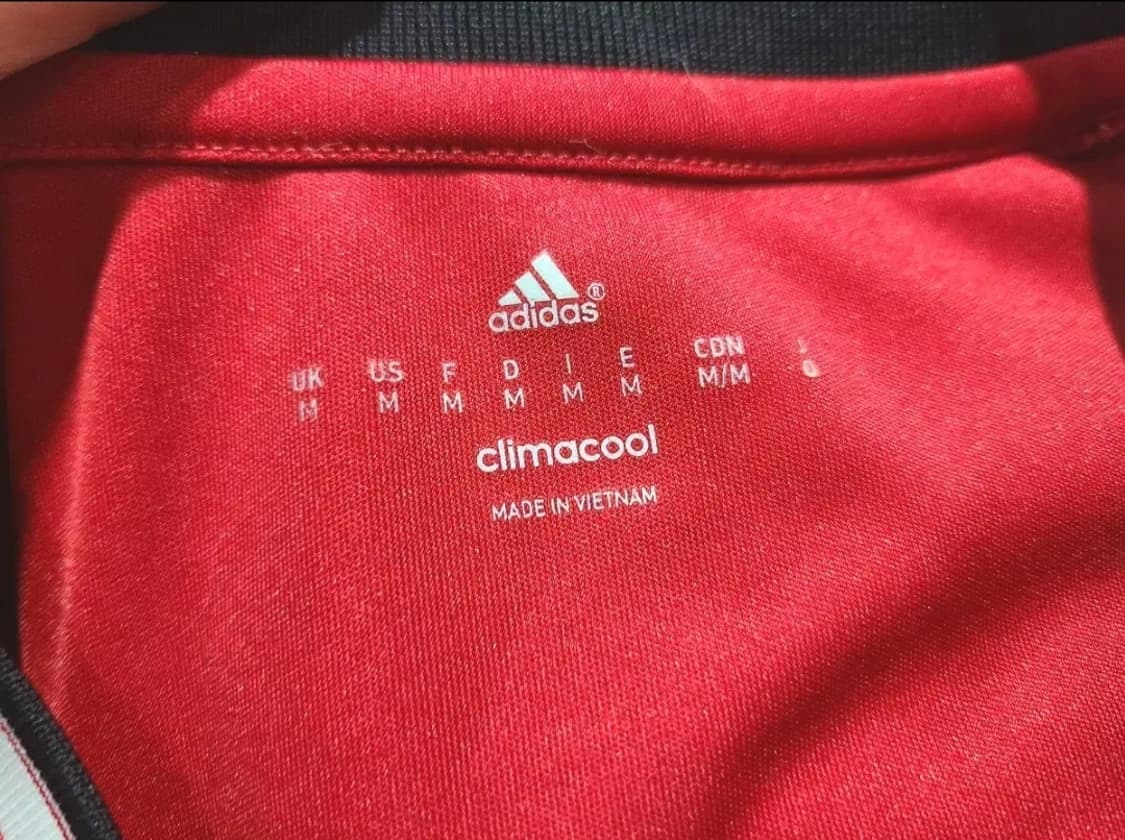 adidas®
UK US F D I E CDN J
M M M M M M M/M
climacool
MADE IN VIETNAM